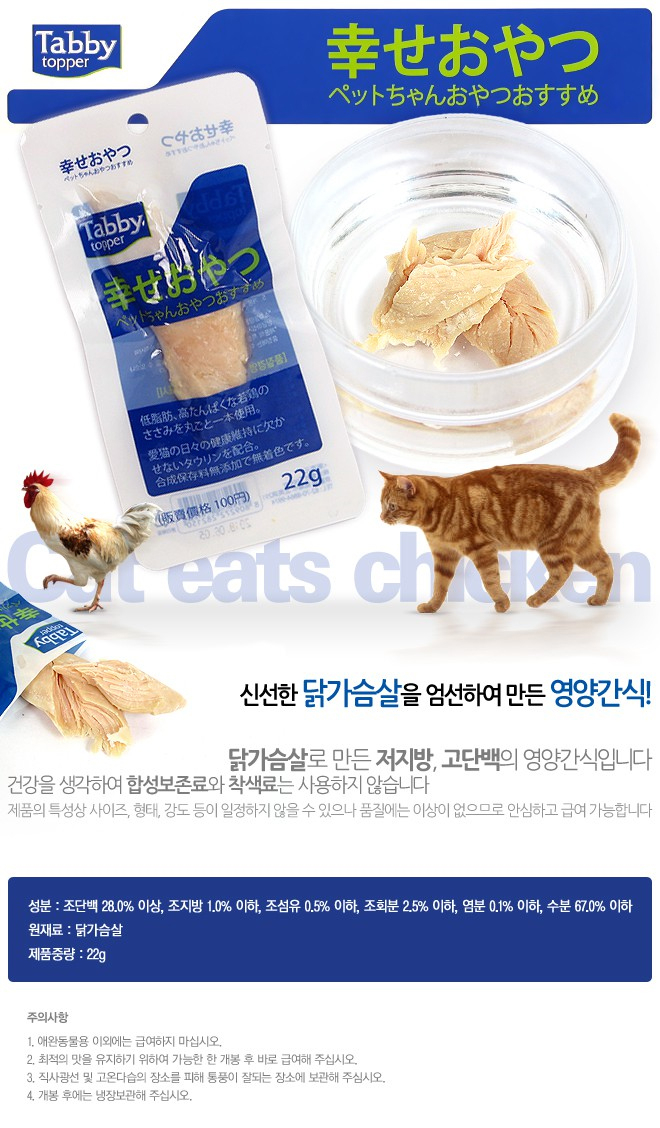 Tabby
topper
幸せおやつ
ペットちゃんおやつおすすめ
幸せおやつ
ペットちゃんおやつおすすめ
Tabby
topper
幸せおやつ
ペットちゃんおやつおすすめ
低脂肪、高たんぱくな若鶏の
ささみを丸ごと一本使用。
愛猫の日々の健康維持に欠か
せないタウリンを配合。
合成保存料無添加で無着色です。
22g
(販賣價格 100円)
Cat eats chicken
Tabby
topper
신선한 닭가슴살을 엄선하여 만든 영양간식!
닭가슴살로 만든 저지방, 고단백의 영양간식입니다
건강을 생각하여 합성보존료와 착색료는 사용하지 않습니다
제품의 특성상 사이즈, 형태, 강도 등이 일정하지 않을 수 있으나 품질에는 이상이 없으므로 안심하고 급여 가능합니다
성분 : 조단백 28.0% 이상, 조지방 1.0% 이하, 조섬유 0.5% 이하, 조회분 2.5% 이하, 염분 0.1% 이하, 수분 67.0% 이하
원재료 : 닭가슴살
제품중량 : 22g
주의사항
1. 애완동물용 이외에는 급여하지 마십시오.
2. 최적의 맛을 유지하기 위하여 가능한 한 개봉 후 바로 급여해 주십시오.
3. 직사광선 및 고온다습의 장소를 피해 통풍이 잘되는 장소에 보관해 주심시오.
4. 개봉 후에는 냉장보관해 주십시오.